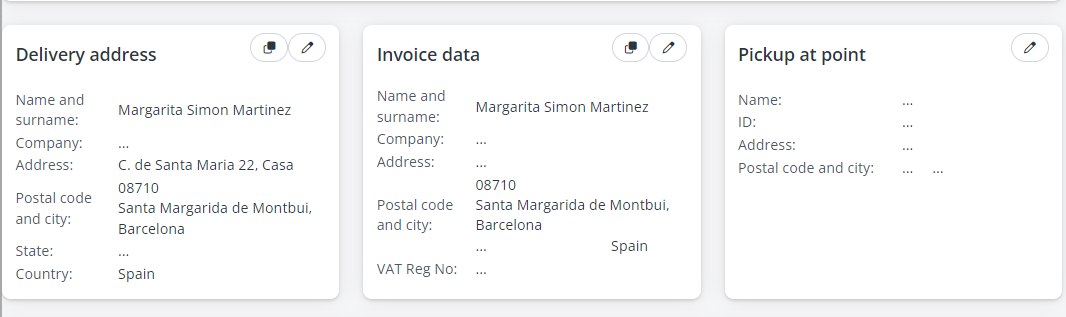 Delivery address
Name and
surname:
Margarita Simon Martinez
Company:
...
Address:
C. de Santa Maria 22, Casa
Postal code
and city:
08710
Santa Margarida de Montbui,
Barcelona
State:
...
Country:
Spain
Invoice data
Name and
surname:
Margarita Simon Martinez
Company:
...
Address:
...
Postal code
and city:
08710
Santa Margarida de Montbui,
Barcelona
... Spain
VAT Reg No:
...
Pickup at point
Name:
...
ID:
...
Address:
...
Postal code and city:
... ...